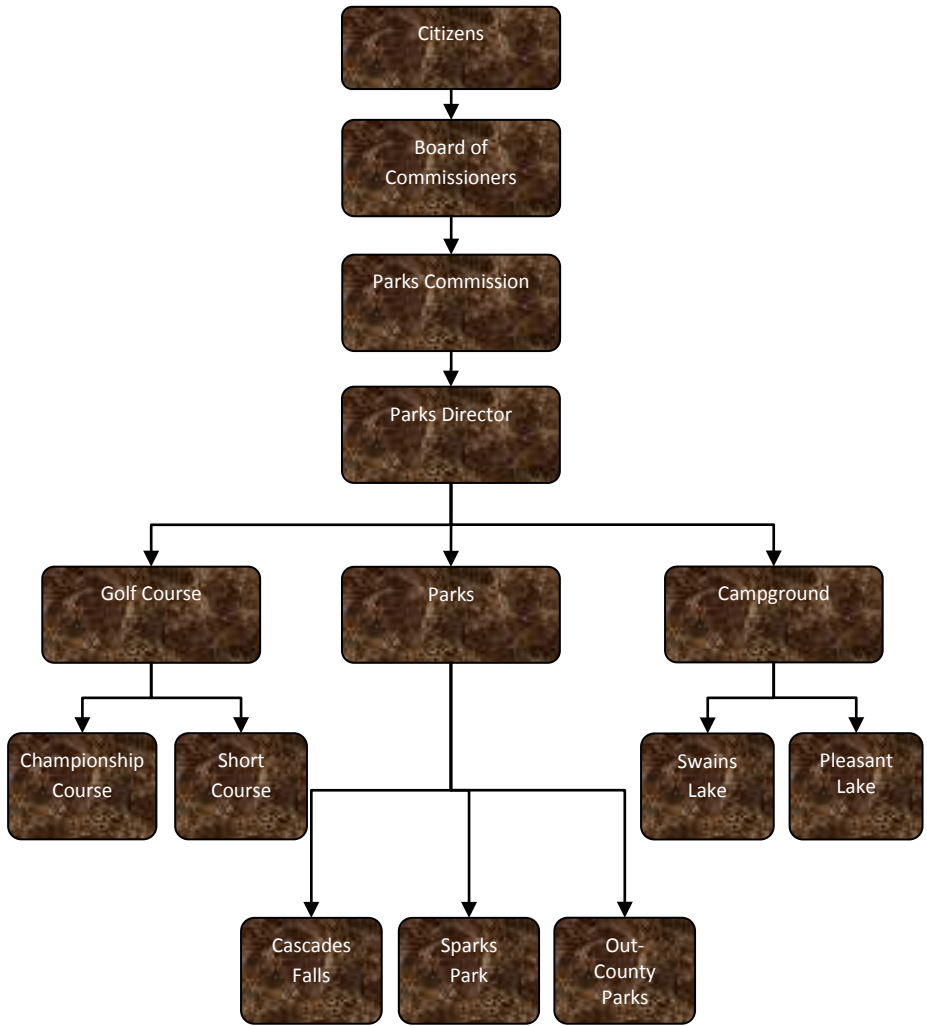 Citizens
Board of
Commissioners
Parks Commission
Parks Director
Golf Course
Parks
Campground
Championship
Course
Short
Course
Swains
Lake
Pleasant
Lake
Cascades
Falls
Sparks
Park
Out-
County
Parks